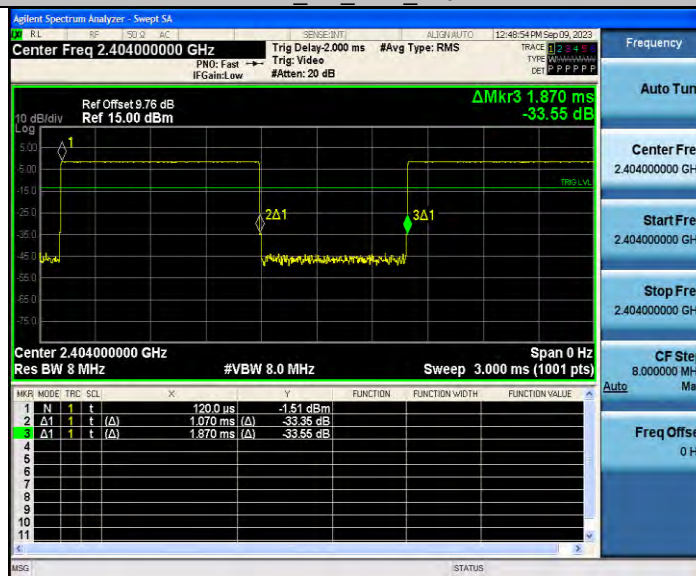 Agilent Spectrum Analyzer - Swept SA
RL RF 50 Ω AC SENSE:INT ALIGN AUTO 12:48:54 PM Sep 09, 2023
Center Freq 2.404000000 GHz
PNO: Fast
IFGain:Low
Trig Delay-2.000 ms
Trig: Video
#Atten: 20 dB
#Avg Type: RMS
TRACE 1 2 3 4 5 6
TYPE
DET P P P P P P
Ref Offset 9.76 dB
Ref 15.00 dBm
10 dB/div
Log
ΔMkr3 1.870 ms
-33.55 dB
5.00
-5.00
-15.0
-25.0
-35.0
-45.0
-55.0
-65.0
-75.0
1
TRIG LVL
2Δ1
3Δ1
Center 2.404000000 GHz Span 0 Hz
Res BW 8 MHz #VBW 8.0 MHz Sweep 3.000 ms (1001 pts)
MKR MODE TRC SCL X Y FUNCTION FUNCTION WIDTH FUNCTION VALUE
1 N 1 t 120.0 µs -1.51 dBm
2 Δ1 1 t (Δ) 1.070 ms (Δ) -33.35 dB
3 Δ1 1 t (Δ) 1.870 ms (Δ) -33.55 dB
4
5
6
7
8
9
10
11
MSG STATUS
Frequency
Auto Tun
Center Fre
2.404000000 GH
Start Fre
2.404000000 GH
Stop Fre
2.404000000 GH
CF Ste
8.000000 MH
Auto Ma
Freq Offse
0 H